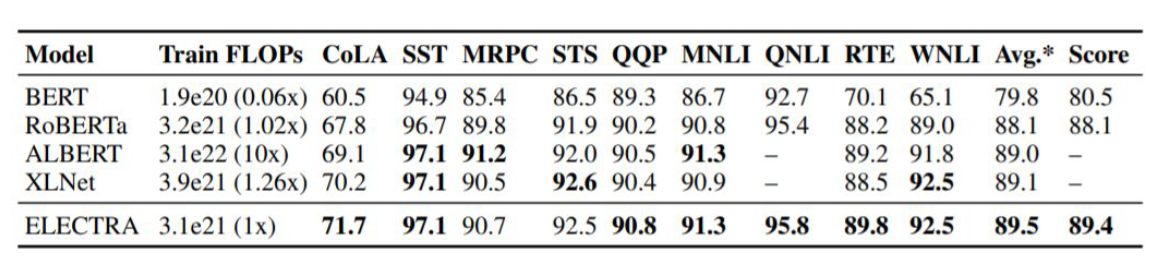 Model Train FLOPs CoLA SST MRPC STS QQP MNLI QNLI RTE WNLI Avg.* Score
BERT 1.9e20 (0.06x) 60.5 94.9 85.4 86.5 89.3 86.7 92.7 70.1 65.1 79.8 80.5
RoBERTa 3.2e21 (1.02x) 67.8 96.7 89.8 91.9 90.2 90.8 95.4 88.2 89.0 88.1 88.1
ALBERT 3.1e22 (10x) 69.1 97.1 91.2 92.0 90.5 91.3 – 89.2 91.8 89.0 –
XLNet 3.9e21 (1.26x) 70.2 97.1 90.5 92.6 90.4 90.9 – 88.5 92.5 89.1 –
ELECTRA 3.1e21 (1x) 71.7 97.1 90.7 92.5 90.8 91.3 95.8 89.8 92.5 89.5 89.4